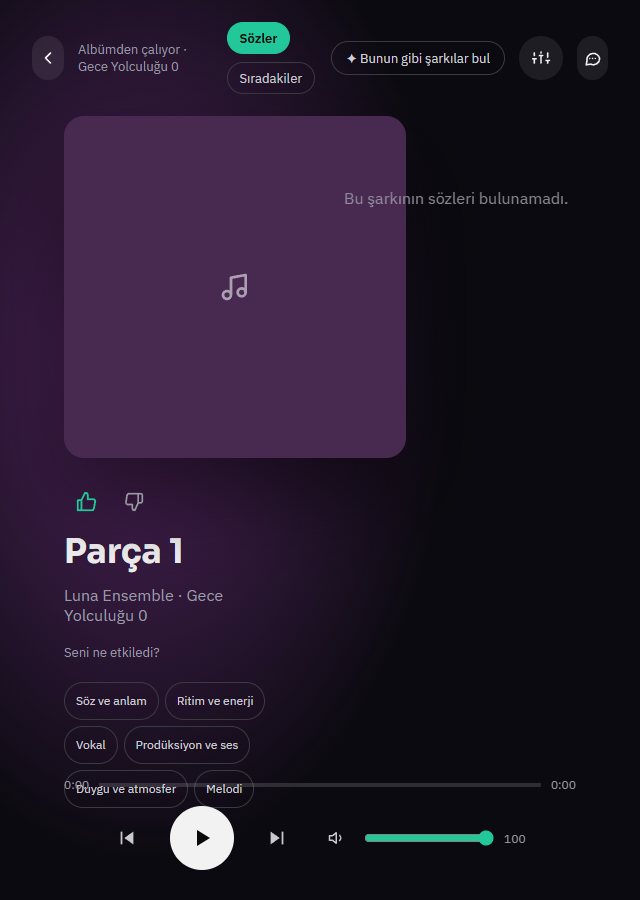 Albümden çalıyor ·
Gece Yolculuğu 0
Sözler
Sıradakiler
✦ Bunun gibi şarkılar bul
Bu şarkının sözleri bulunamadı.
Parça 1
Luna Ensemble · Gece
Yolculuğu 0
Seni ne etkiledi?
Söz ve anlam
Ritim ve enerji
Vokal
Prodüksiyon ve ses
0:00
0:00
Duygu ve atmosfer
Melodi
100